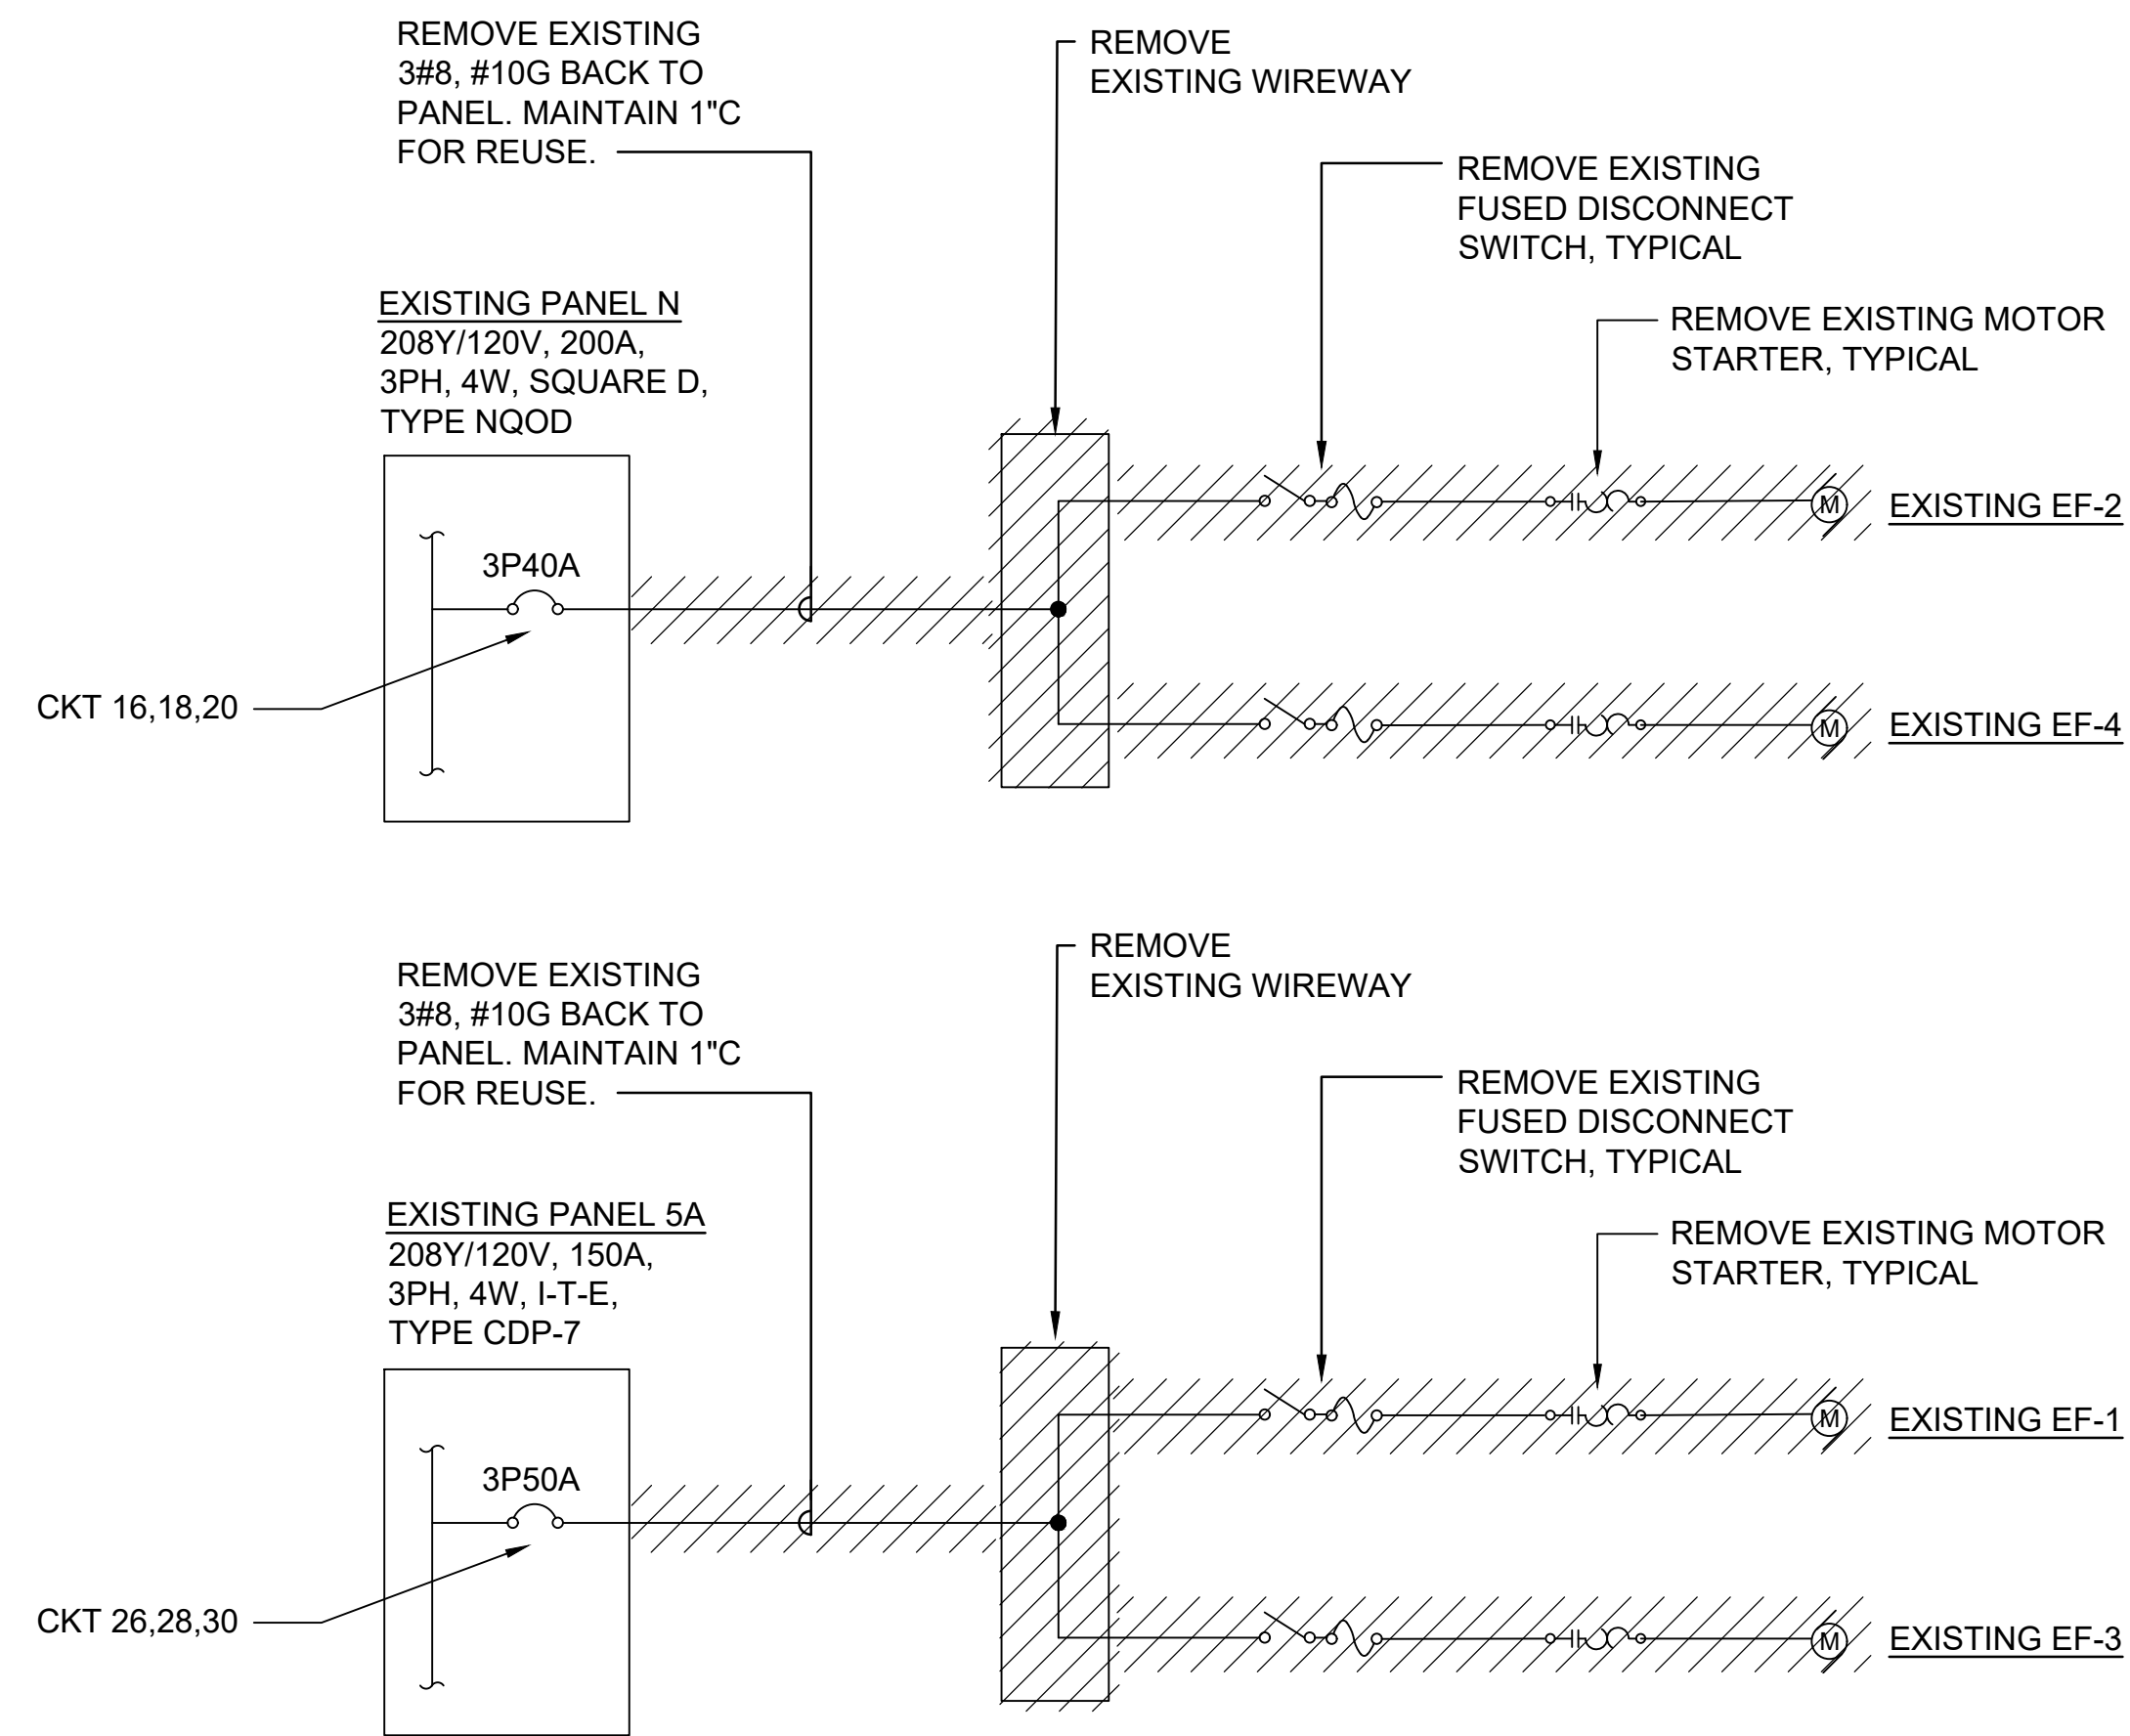 REMOVE EXISTING
3#8, #10G BACK TO
PANEL. MAINTAIN 1"C
FOR REUSE.
REMOVE
EXISTING WIREWAY
REMOVE EXISTING
FUSED DISCONNECT
SWITCH, TYPICAL
REMOVE EXISTING MOTOR
STARTER, TYPICAL
EXISTING PANEL N
208Y/120V, 200A,
3PH, 4W, SQUARE D,
TYPE NQOD
3P40A
CKT 16,18,20
M
EXISTING EF-2
M
EXISTING EF-4
REMOVE EXISTING
3#8, #10G BACK TO
PANEL. MAINTAIN 1"C
FOR REUSE.
REMOVE
EXISTING WIREWAY
REMOVE EXISTING
FUSED DISCONNECT
SWITCH, TYPICAL
REMOVE EXISTING MOTOR
STARTER, TYPICAL
EXISTING PANEL 5A
208Y/120V, 150A,
3PH, 4W, I-T-E,
TYPE CDP-7
3P50A
CKT 26,28,30
M
EXISTING EF-1
M
EXISTING EF-3